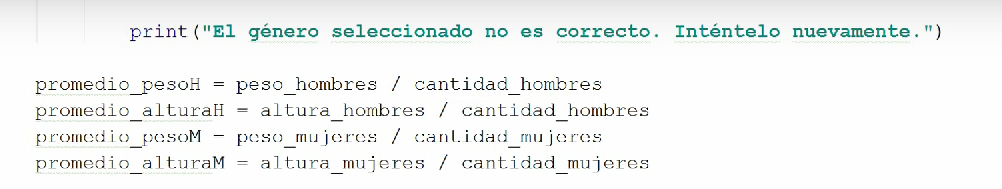 print("El género seleccionado no es correcto. Inténtelo nuevamente.")
promedio_pesoH = peso_hombres / cantidad_hombres
promedio_alturaH = altura_hombres / cantidad_hombres
promedio_pesoM = peso_mujeres / cantidad_mujeres
promedio_alturaM = altura_mujeres / cantidad_mujeres